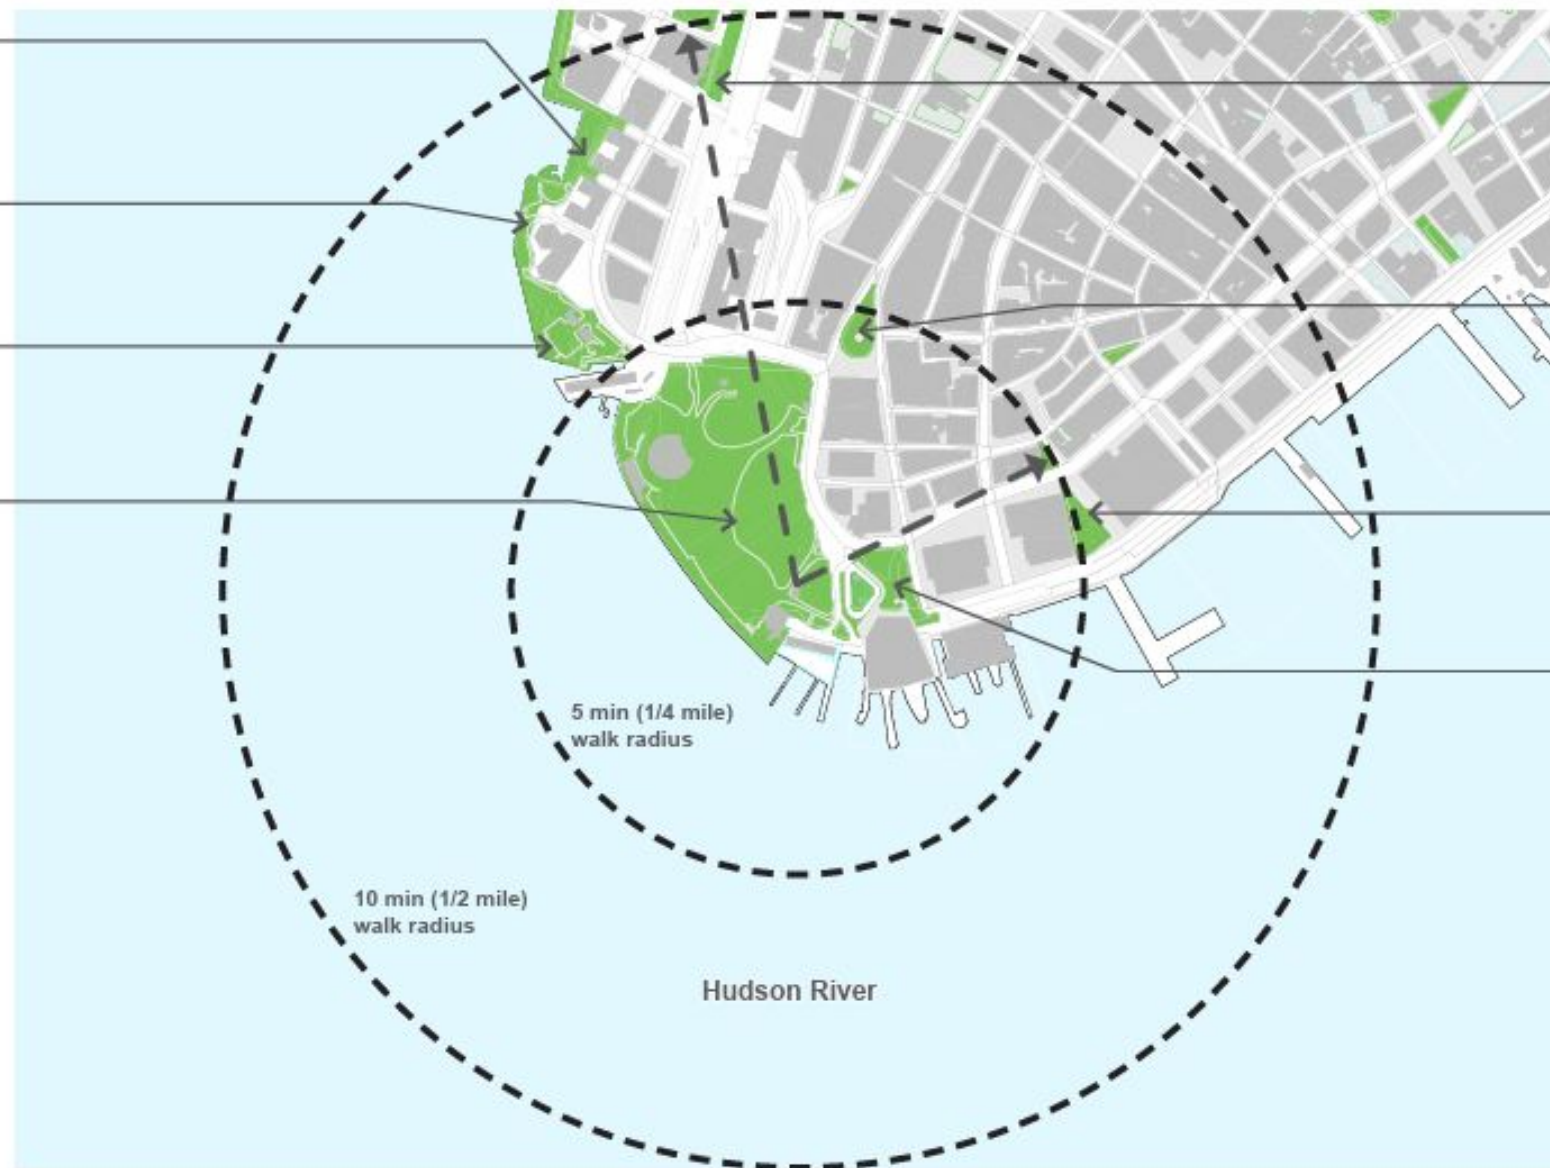 5 min (1/4 mile)
walk radius
10 min (1/2 mile)
walk radius
Hudson River